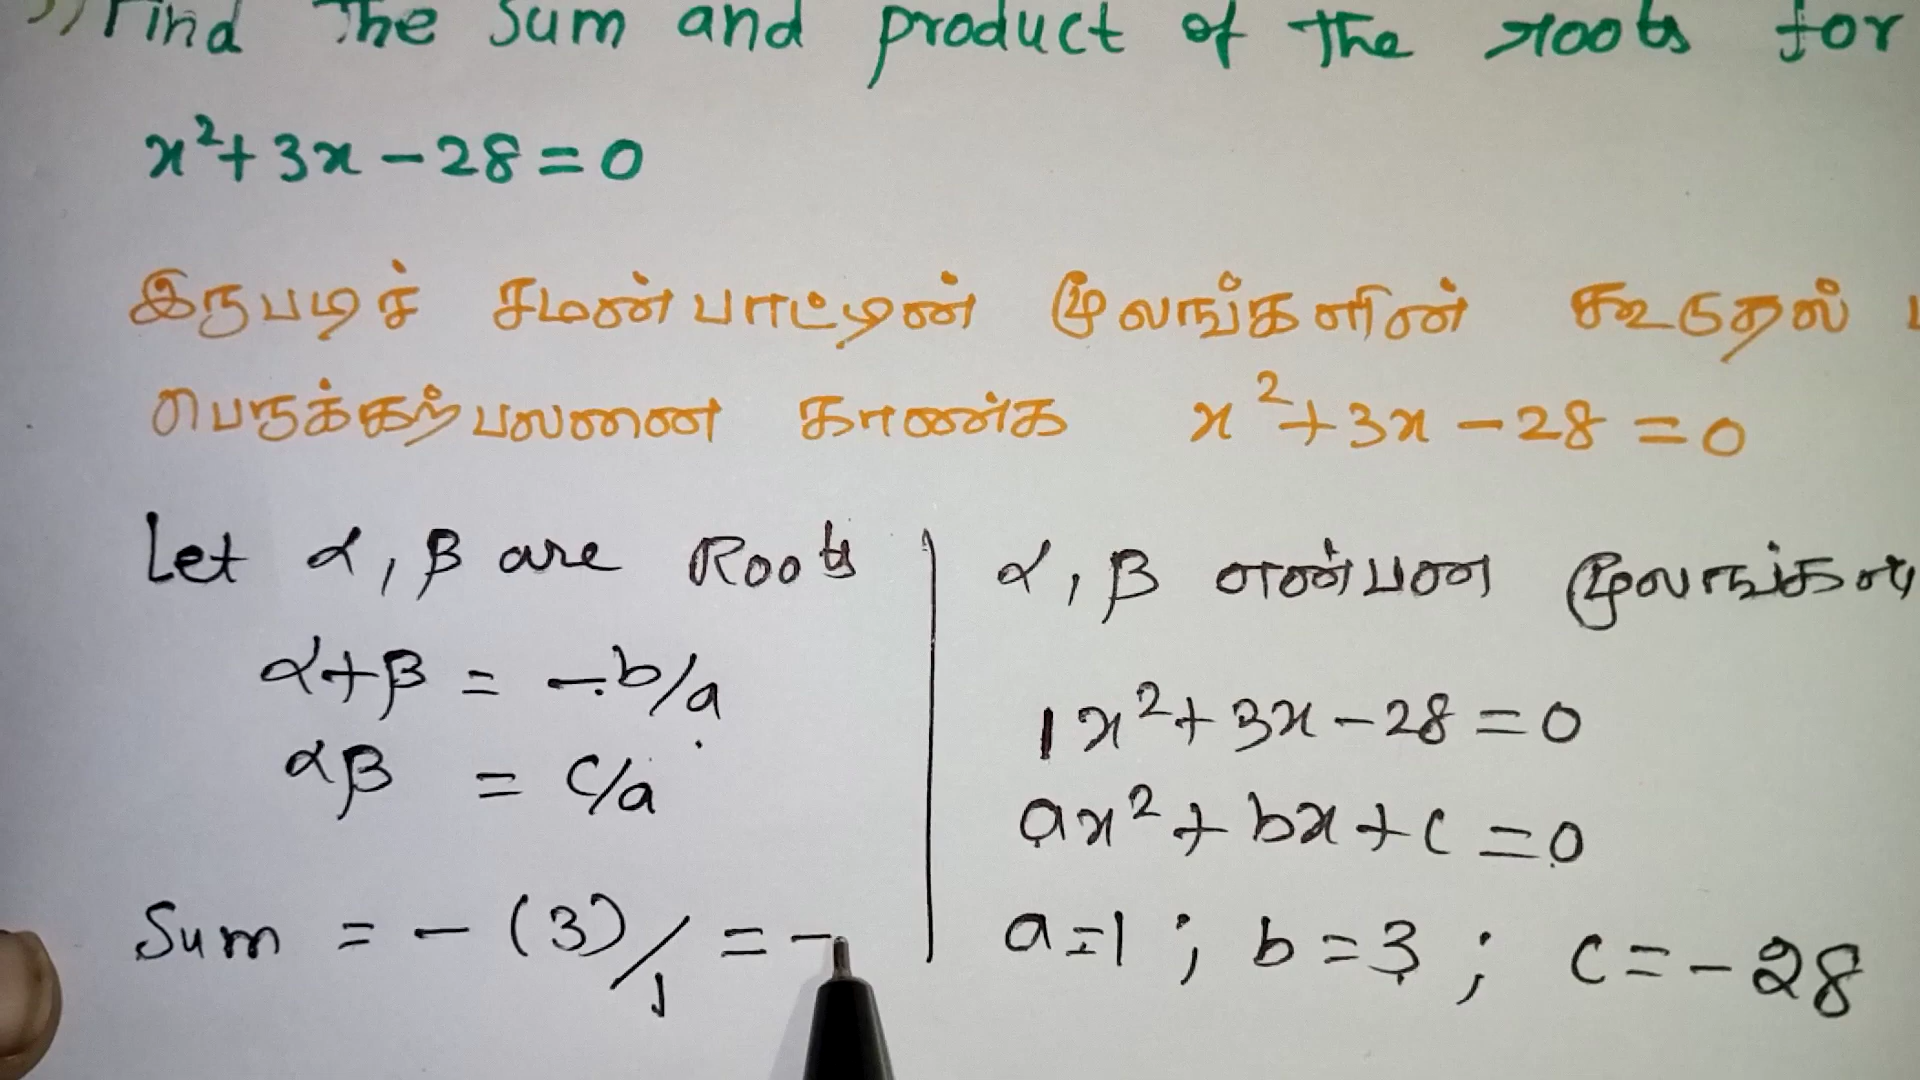 Find The Sum and product of The roots for
x²+3x-28=0
இருபடிச் சமன்பாட்டின் மூலங்களின் கூடுதல்
பெருக்கற்பலனை காண்க x²+3x-28=0
Let α, β are Roots
α+β = -b/a
αβ = c/a
Sum = -(3)/1 = -
α, β என்பன மூலங்கள்
1x²+3x-28=0
ax²+bx+c=0
a=1; b=3; c=-28